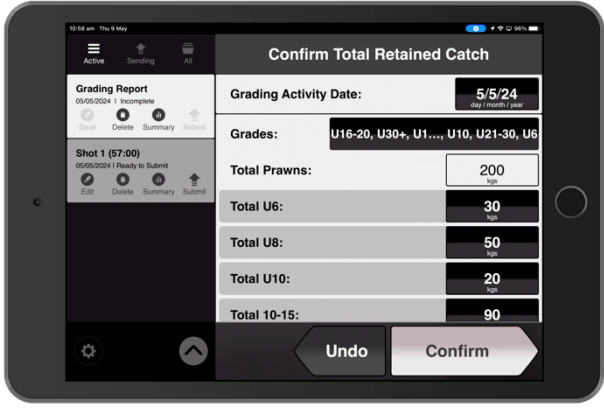 10:58 am Thu 9 May
96%
Active Sending All
Grading Report
05/05/2024 I Incomplete
Save Delete Summary Submit
Shot 1 (57:00)
05/05/2024 I Ready to Submit
Edit Delete Summary Submit
Confirm Total Retained Catch
Grading Activity Date: 5/5/24
day / month / year
Grades: U16-20, U30+, U1..., U10, U21-30, U6
Total Prawns: 200
kgs
Total U6: 30
kgs
Total U8: 50
kgs
Total U10: 20
kgs
Total 10-15: 90
Undo Confirm